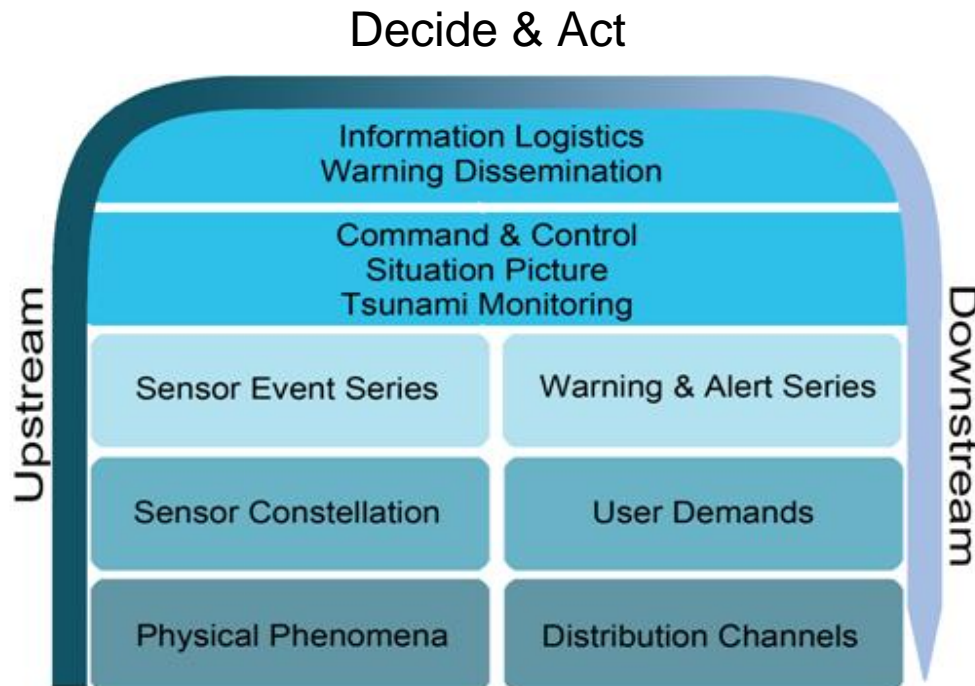 Decide & Act
Information Logistics
Warning Dissemination
Command & Control
Situation Picture
Tsunami Monitoring
Upstream
Downstream
Sensor Event Series
Warning & Alert Series
Sensor Constellation
User Demands
Physical Phenomena
Distribution Channels